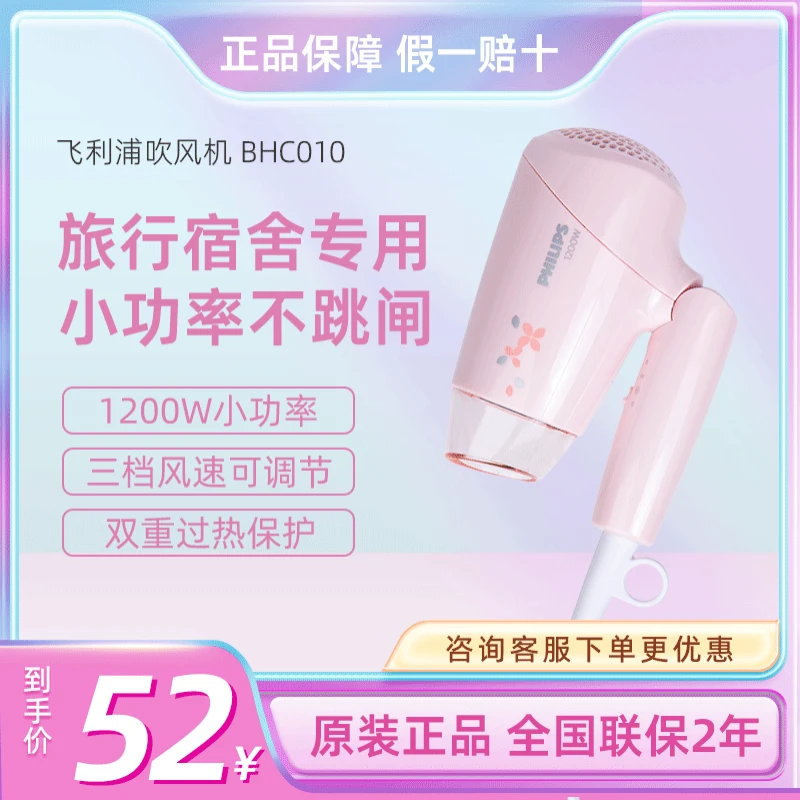 正品保障 假一赔十
飞利浦吹风机 BHC010
旅行宿舍专用
小功率不跳闸
1200W小功率
三档风速可调节
双重过热保护
PHILIPS
1200W
咨询客服下单更优惠
到手价
52¥
原装正品 全国联保2年